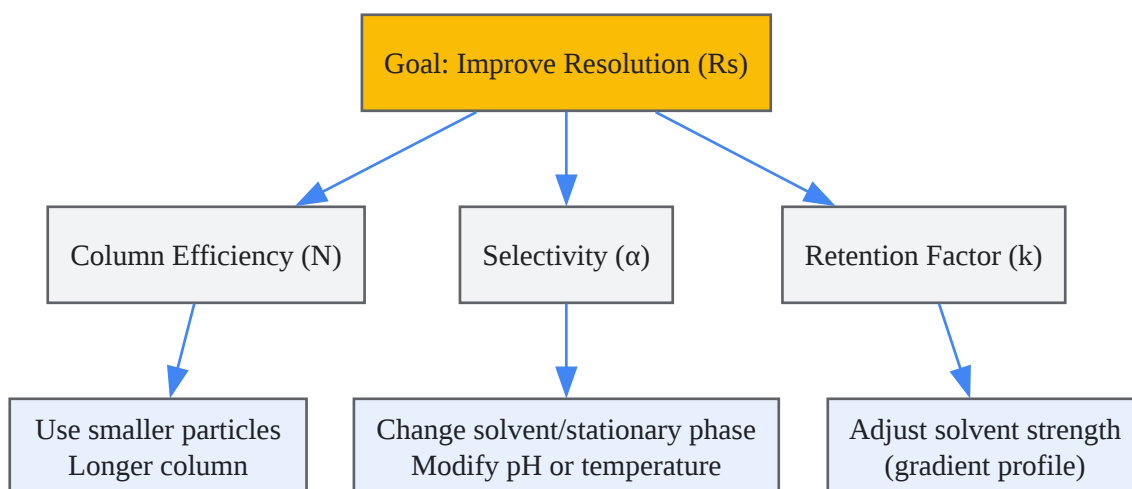 Goal: Improve Resolution (Rs)
Column Efficiency (N)
Selectivity (α)
Retention Factor (k)
Use smaller particles
Longer column
Change solvent/stationary phase
Modify pH or temperature
Adjust solvent strength
(gradient profile)